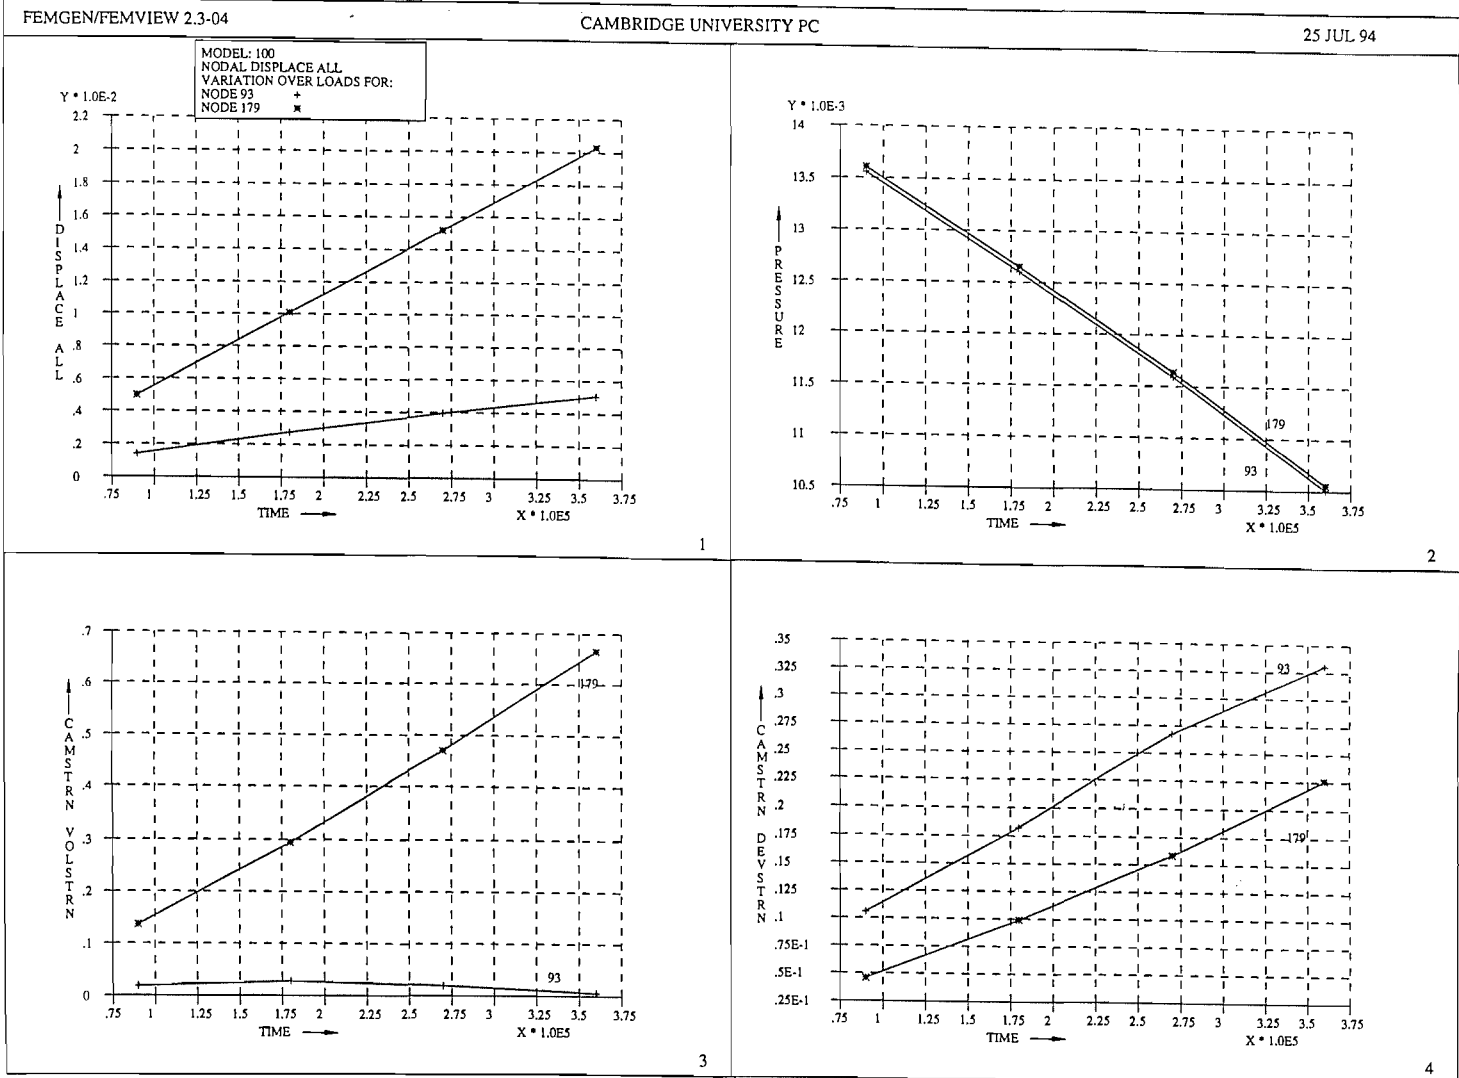 FEMGEN/FEMVIEW 2.3-04
CAMBRIDGE UNIVERSITY PC
25 JUL 94
MODEL: 100
NODAL DISPLACE ALL
VARIATION OVER LOADS FOR:
NODE 93 +
NODE 179 *
Y * 1.0E-2
2.2
2
1.8
1.6
1.4
1.2
1
.8
.6
.4
.2
0
DISPLACE ALL
.75 1 1.25 1.5 1.75 2 2.25 2.5 2.75 3 3.25 3.5 3.75
TIME
X * 1.0E5
1
Y * 1.0E-3
14
13.5
13
12.5
12
11.5
11
10.5
PRESSURE
179
93
.75 1 1.25 1.5 1.75 2 2.25 2.5 2.75 3 3.25 3.5 3.75
TIME
X * 1.0E5
2
.7
.6
.5
.4
.3
.2
.1
0
CAMSTRN VOLSTRN
179
93
.75 1 1.25 1.5 1.75 2 2.25 2.5 2.75 3 3.25 3.5 3.75
TIME
X * 1.0E5
3
.35
.325
.3
.275
.25
.225
.2
.175
.15
.125
.1
.75E-1
.5E-1
.25E-1
CAMSTRN DEVSTRN
93
179
.75 1 1.25 1.5 1.75 2 2.25 2.5 2.75 3 3.25 3.5 3.75
TIME
X * 1.0E5
4